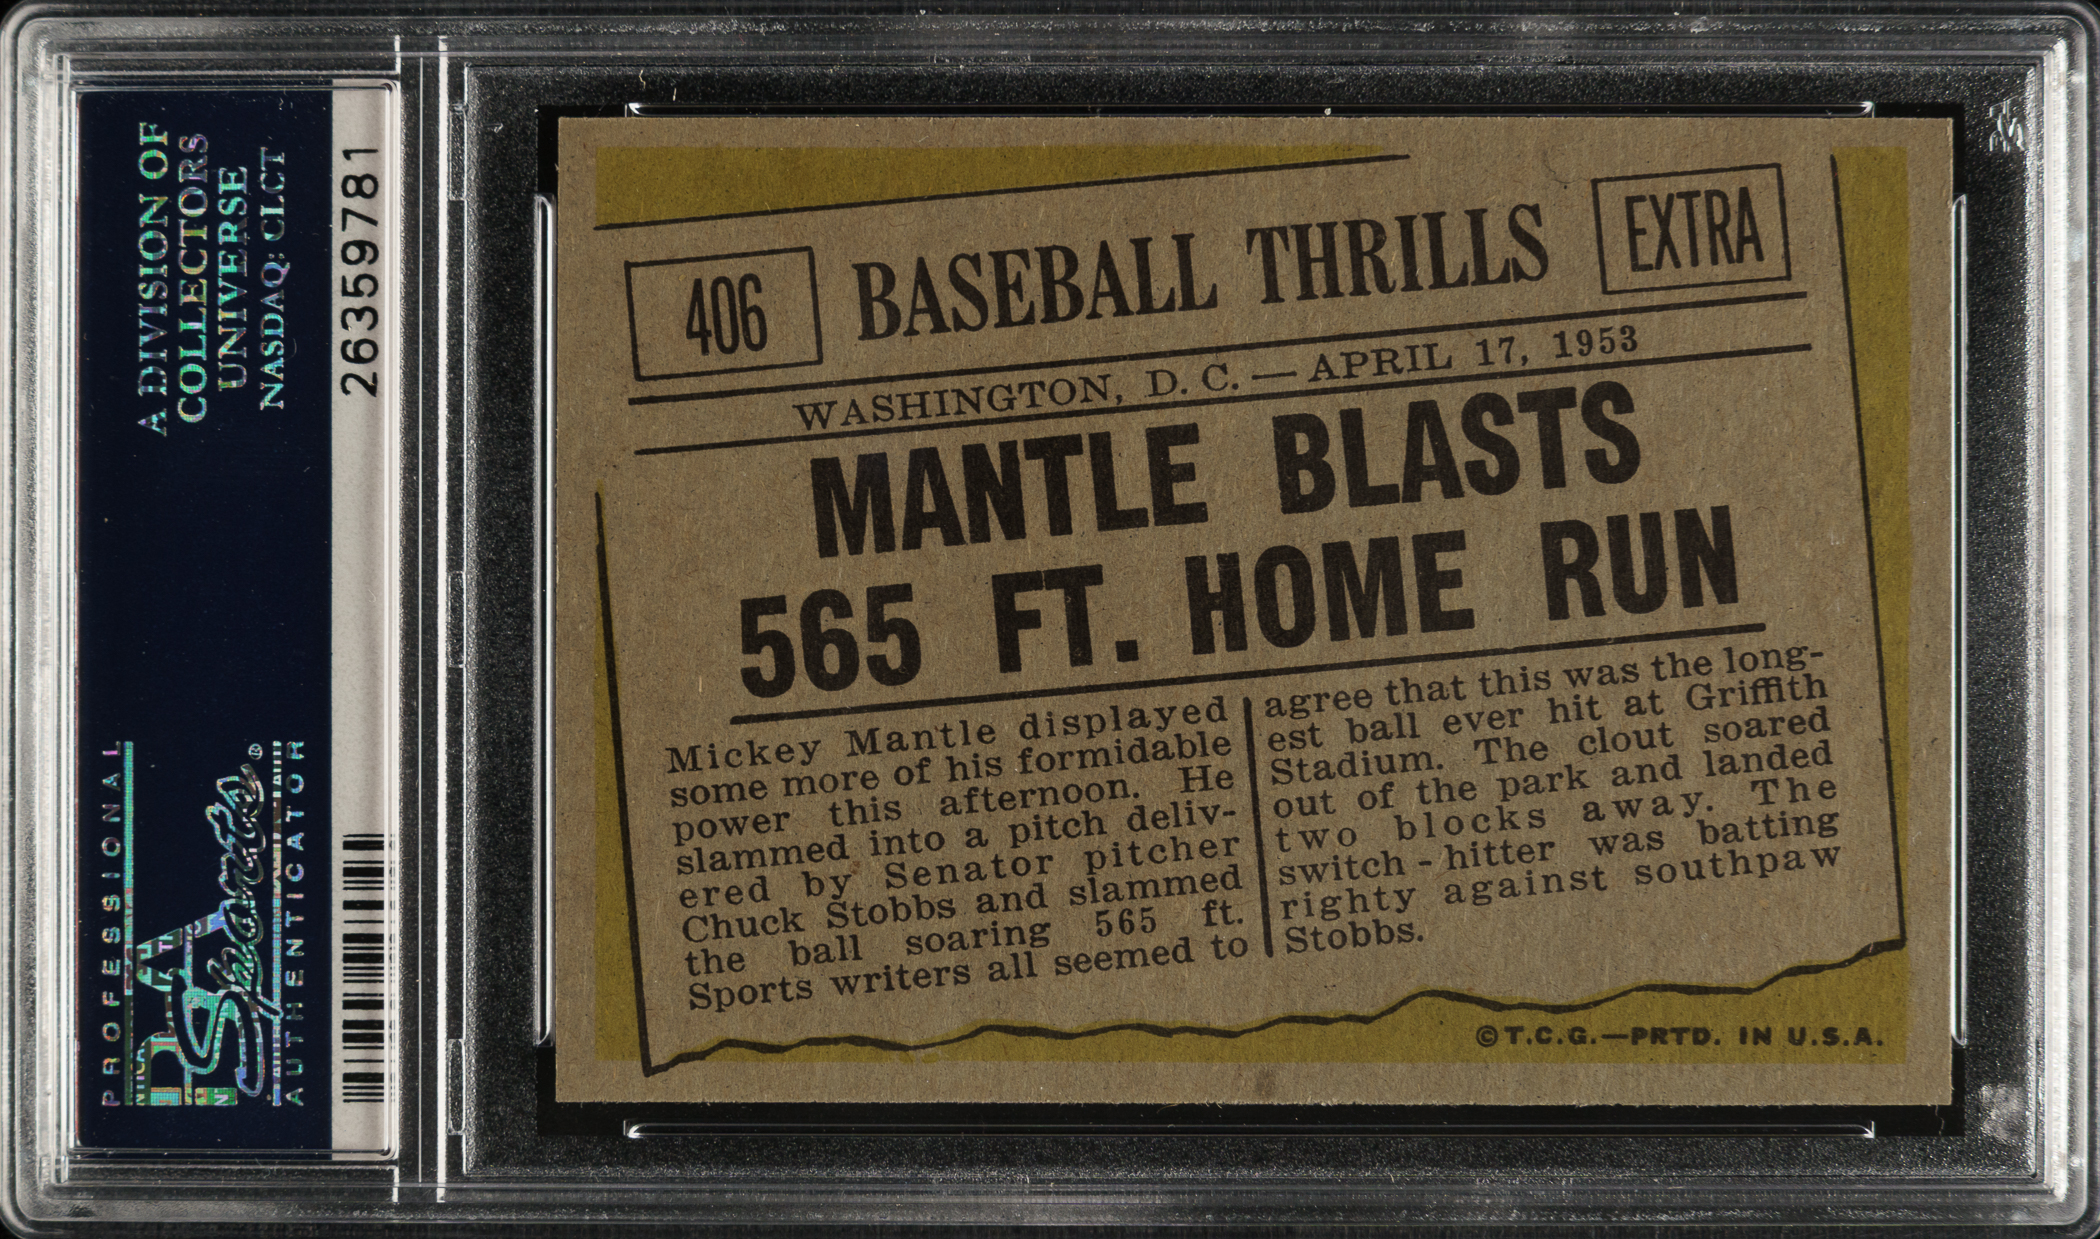 A DIVISION OF
COLLECTORS
UNIVERSE
NASDAQ: CLCT
26359781
PROFESSIONAL
PSA
Sports®
AUTHENTICATOR
406
BASEBALL THRILLS
EXTRA
WASHINGTON, D. C. — APRIL 17, 1953
MANTLE BLASTS
565 FT. HOME RUN
Mickey Mantle displayed
some more of his formidable
power this afternoon. He
slammed into a pitch deliv-
ered by Senator pitcher
Chuck Stobbs and slammed
the ball soaring 565 ft.
Sports writers all seemed to
agree that this was the long-
est ball ever hit at Griffith
Stadium. The clout soared
out of the park and landed
two blocks away. The
switch - hitter was batting
righty against southpaw
Stobbs.
©T.C.G.—PRTD. IN U.S.A.